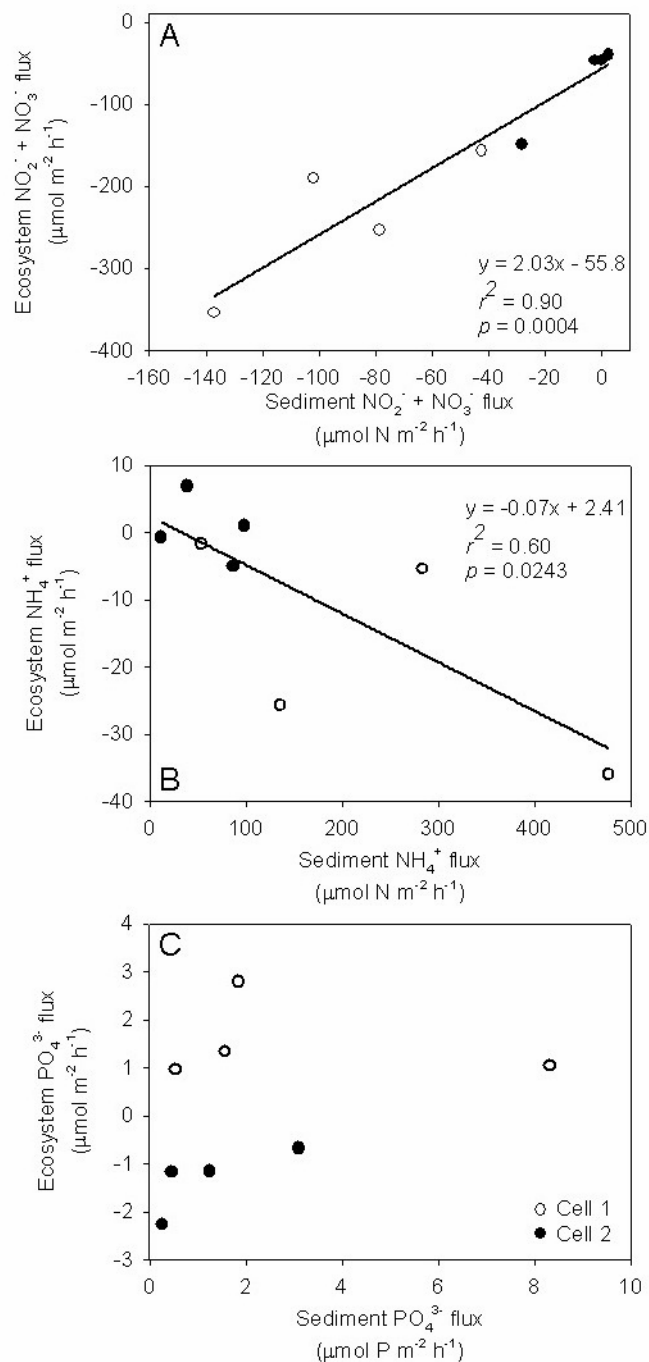 A
0
-100
-200
-300
-400
Ecosystem NO₂⁻ + NO₃⁻ flux
(µmol m⁻² h⁻¹)
y = 2.03x - 55.8
r² = 0.90
p = 0.0004
-160 -140 -120 -100 -80 -60 -40 -20 0
Sediment NO₂⁻ + NO₃⁻ flux
(µmol N m⁻² h⁻¹)
10
0
-10
-20
-30
-40
Ecosystem NH₄⁺ flux
(µmol m⁻² h⁻¹)
y = -0.07x + 2.41
r² = 0.60
p = 0.0243
B
0 100 200 300 400 500
Sediment NH₄⁺ flux
(µmol N m⁻² h⁻¹)
C
4
3
2
1
0
-1
-2
-3
Ecosystem PO₄³⁻ flux
(µmol m⁻² h⁻¹)
Cell 1
Cell 2
0 2 4 6 8 10
Sediment PO₄³⁻ flux
(µmol P m⁻² h⁻¹)